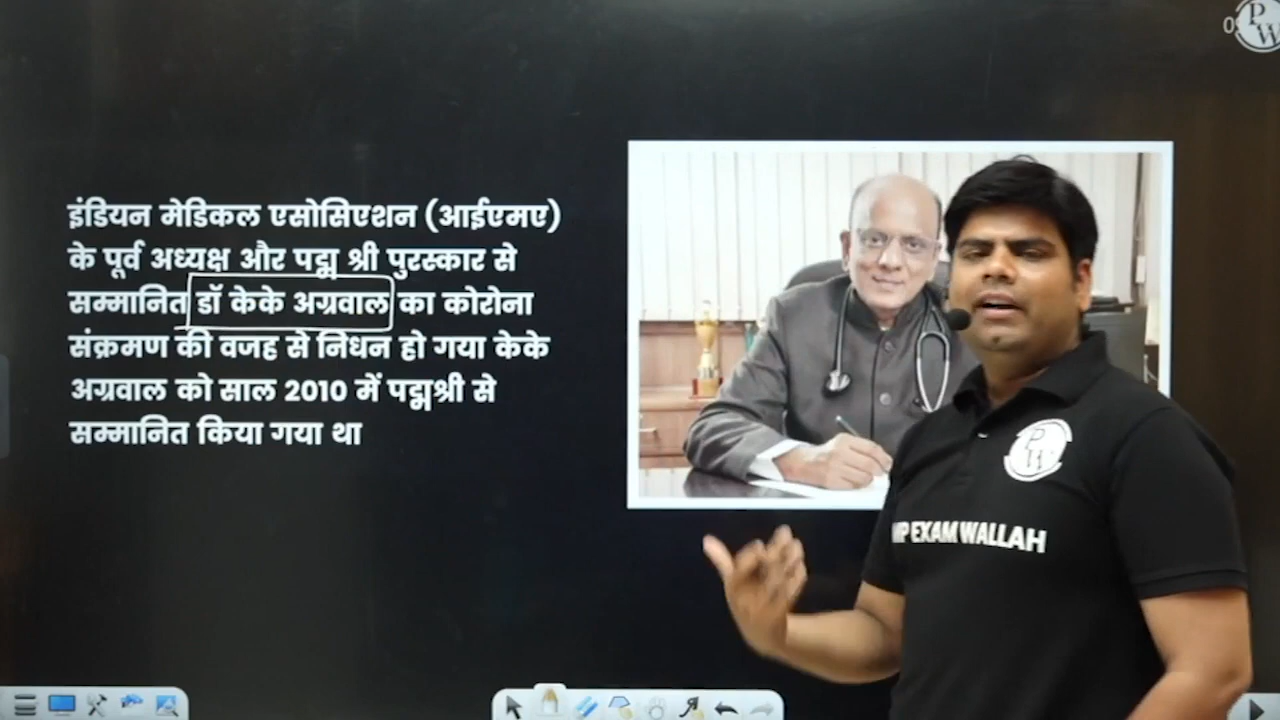 इंडियन मेडिकल एसोसिएशन (आईएमए)
के पूर्व अध्यक्ष और पद्म श्री पुरस्कार से
सम्मानित डॉ केके अग्रवाल का कोरोना
संक्रमण की वजह से निधन हो गया केके
अग्रवाल को साल 2010 में पद्मश्री से
सम्मानित किया गया था
PW
PW
MP EXAM WALLAH